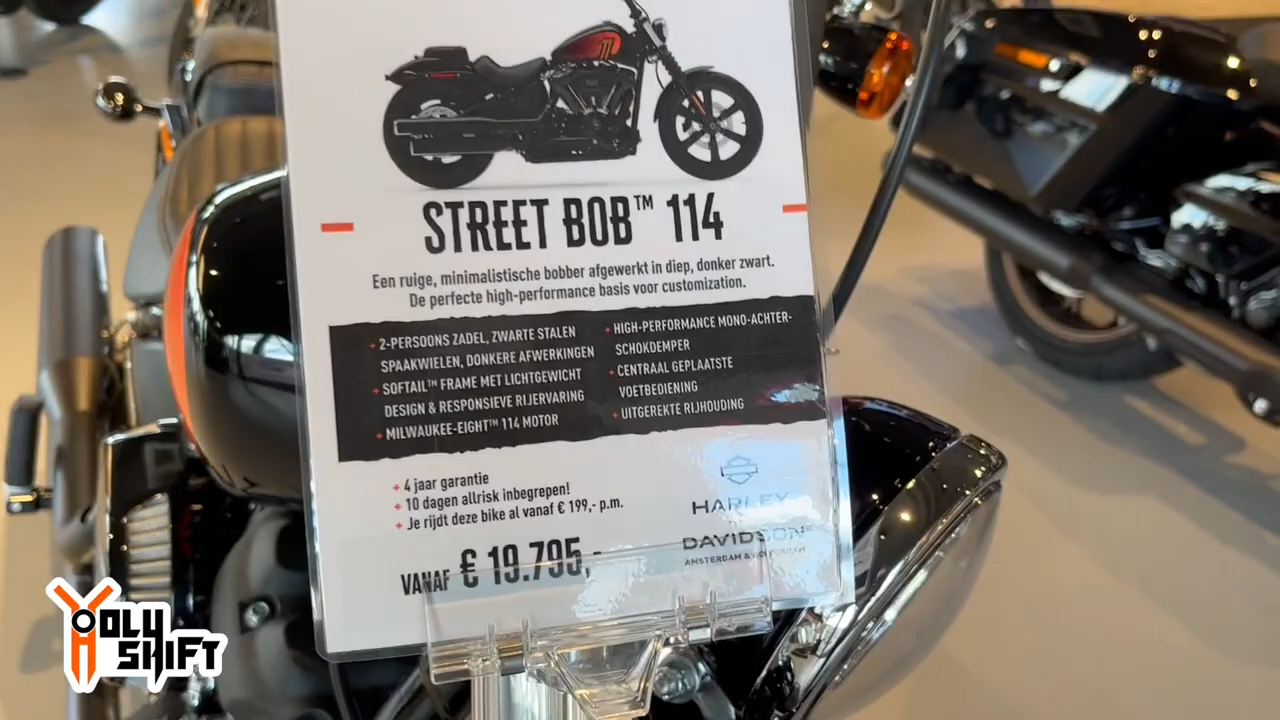 STREET BOB™ 114
Een ruige, minimalistische bobber afgewerkt in diep, donker zwart.
De perfecte high-performance basis voor customization.
+ 2-PERSOONS ZADEL, ZWARTE STALEN
SPAAKWIELEN, DONKERE AFWERKINGEN
+ SOFTAIL™ FRAME MET LICHTGEWICHT
DESIGN & RESPONSIEVE RIJERVARING
+ MILWAUKEE-EIGHT™ 114 MOTOR
+ HIGH-PERFORMANCE MONO-ACHTER-
SCHOKDEMPER
+ CENTRAAL GEPLAATSTE
VOETBEDIENING
+ UITGEREKTE RIJHOUDING
+ 4 jaar garantie
+ 10 dagen allrisk inbegrepen!
+ Je rijdt deze bike al vanaf € 199,- p.m.
VANAF € 19.795,-
HARLEY-
DAVIDSON®
AMSTERDAM & ROTTERDAM
YOLY
SHIFT